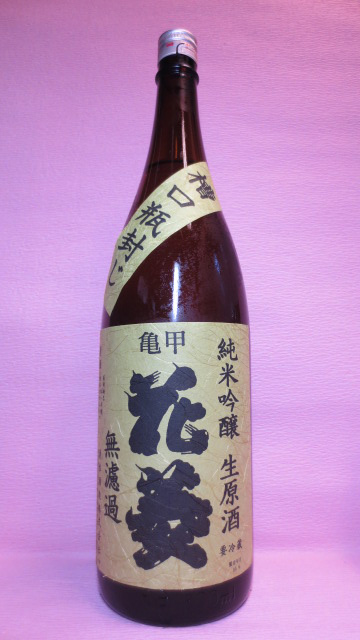 槽口瓶封じ
純米吟醸 生原酒
要冷蔵
亀甲
花菱
無濾過